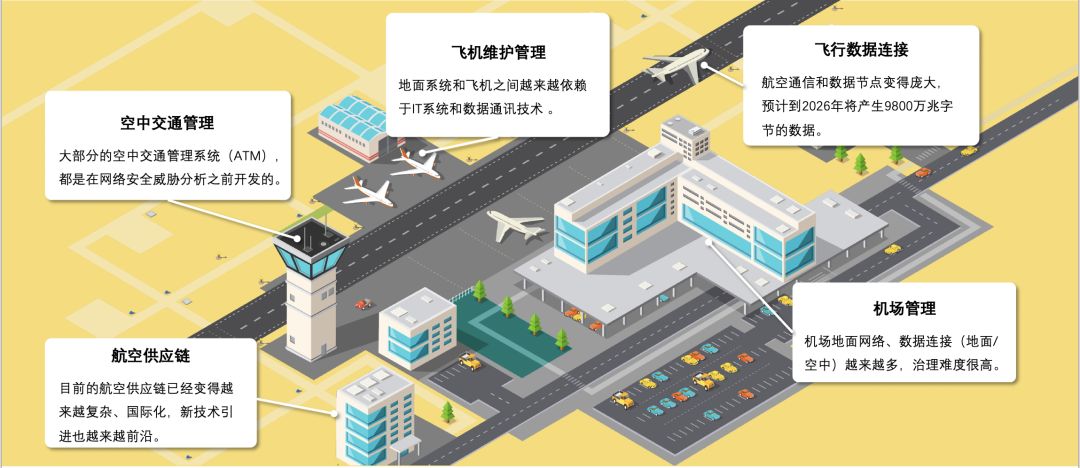 飞机维护管理
地面系统和飞机之间越来越依赖
于IT系统和数据通讯技术 。
飞行数据连接
航空通信和数据节点变得庞大,
预计到2026年将产生9800万兆字
节的数据。
空中交通管理
大部分的空中交通管理系统（ATM）,
都是在网络安全威胁分析之前开发的。
机场管理
机场地面网络、数据连接（地面/
空中）越来越多，治理难度很高。
航空供应链
目前的航空供应链已经变得越
来越复杂、国际化，新技术引
进也越来越前沿。